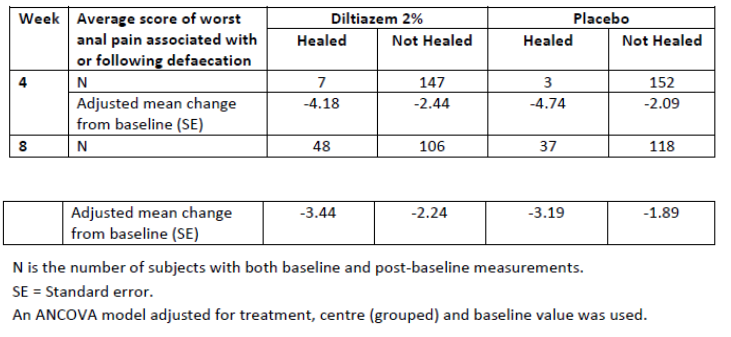 Week Average score of worst anal pain associated with or following defaecation Diltiazem 2% Placebo
Healed Not Healed Healed Not Healed
4 N 7 147 3 152
Adjusted mean change from baseline (SE) -4.18 -2.44 -4.74 -2.09
8 N 48 106 37 118
Adjusted mean change from baseline (SE) -3.44 -2.24 -3.19 -1.89
N is the number of subjects with both baseline and post-baseline measurements.
SE = Standard error.
An ANCOVA model adjusted for treatment, centre (grouped) and baseline value was used.